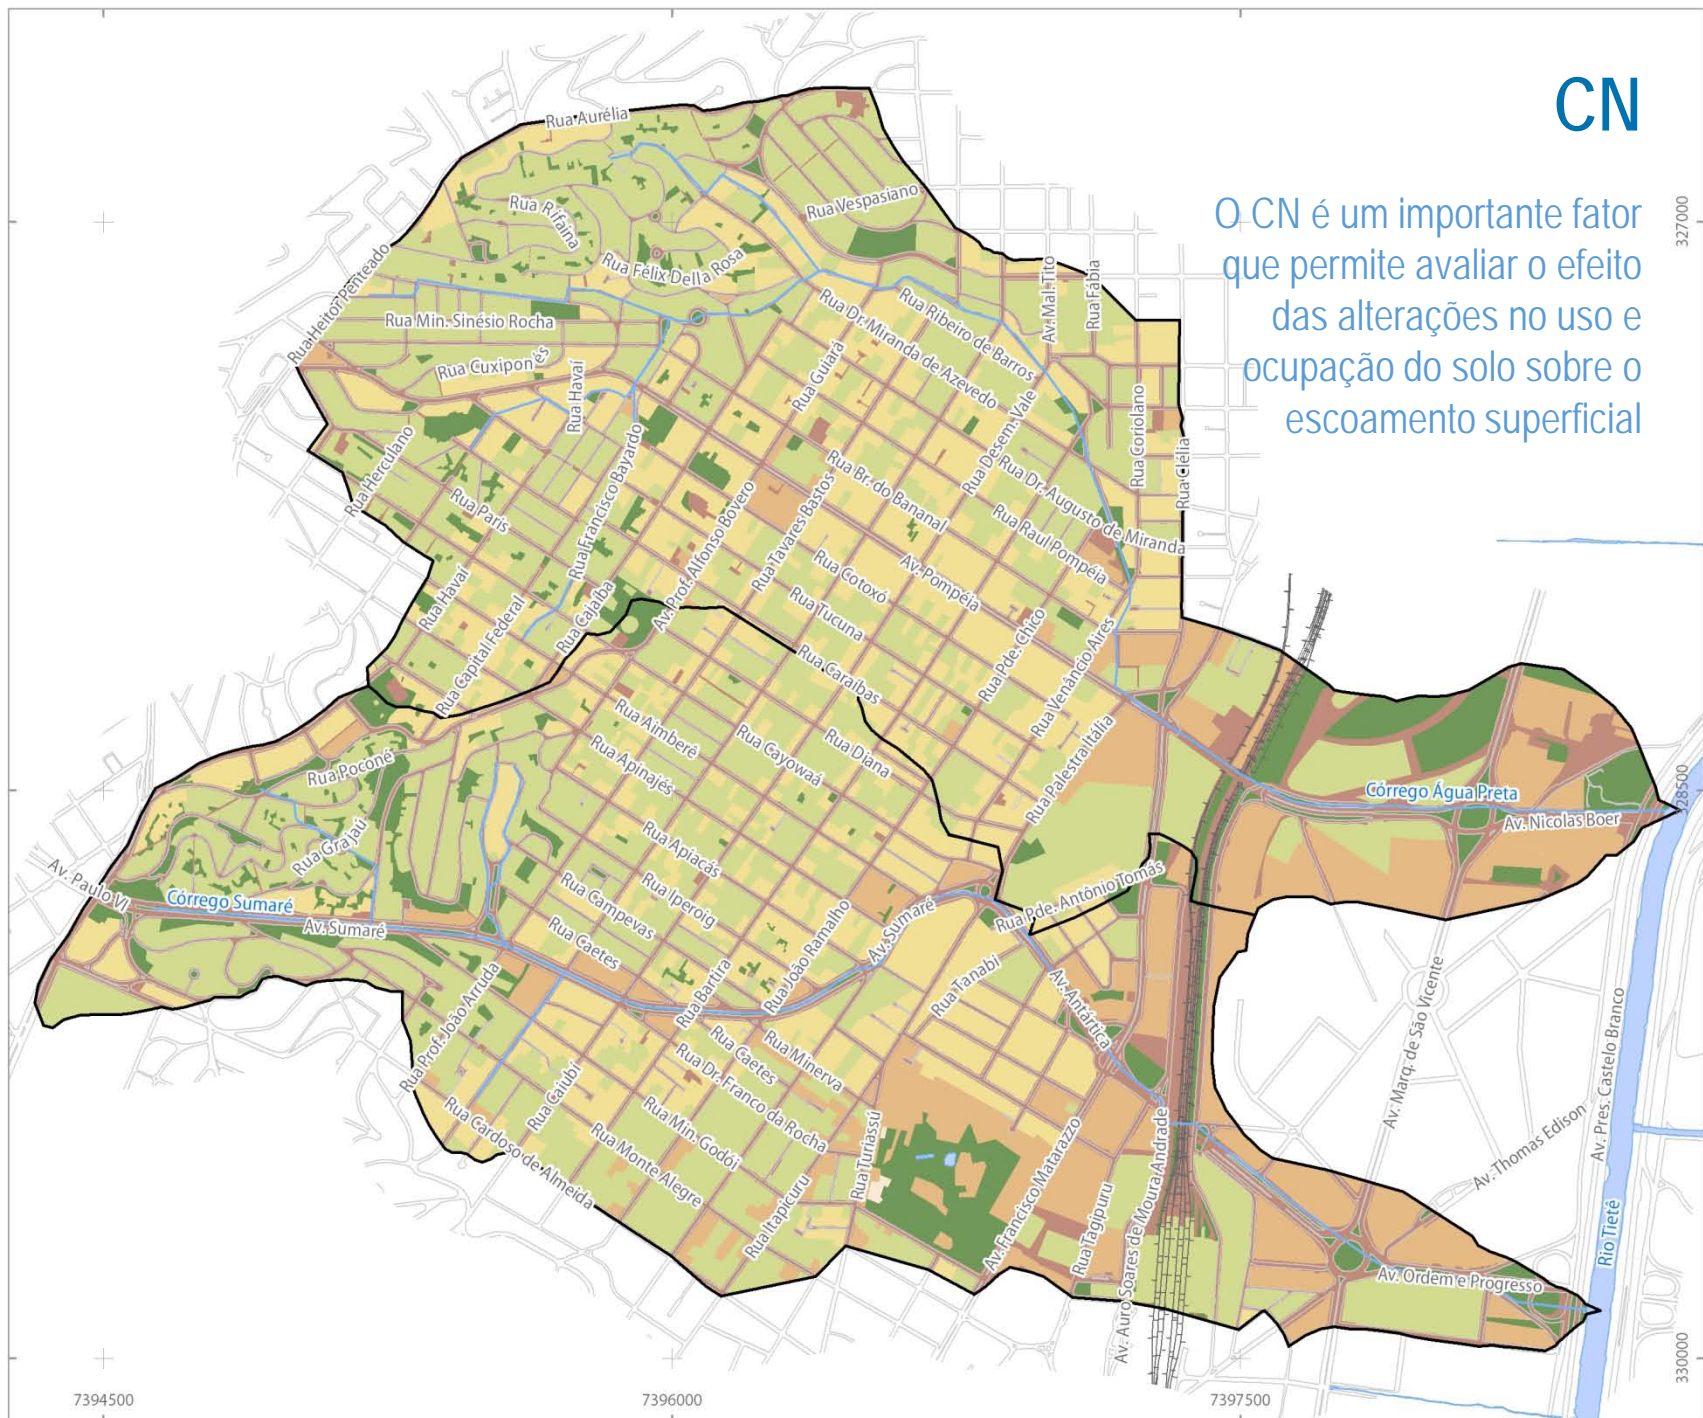 CN
O CN é um importante fator
que permite avaliar o efeito
das alterações no uso e
ocupação do solo sobre o
escoamento superficial
Rua Aurélia
Rua Vespasiano
Rua Rifaina
Rua Félix Della Rosa
Rua Heitor Penteado
Rua Min. Sinésio Rocha
Rua Cuxiponés
Rua Havaí
Rua Dr. Miranda de Azevedo
Rua Ribeiro de Barros
Av. Mal. Tito
Rua Fábia
327000
Rua Guiará
Rua Coriolano
Rua Clélia
Rua Herculano
Rua Paris
Rua Francisco Bayardo
Rua Br. do Bananal
Rua Desem. Vale
Rua Dr. Augusto de Miranda
Rua Raul Pompéia
Av. Prof. Alfonso Bovero
Rua Tavares Bastos
Rua Cotoxó
Av. Pompéia
Rua Havaí
Rua Capital Federal
Rua Cajaíba
Rua Tucuna
Rua Caraíbas
Rua Pde. Chico
Rua Venâncio Aires
Rua Aimberé
Rua Apinajés
Rua Cayowaá
Rua Diana
Rua Palestra Itália
Rua Poconé
Rua Grajaú
Rua Apiacás
Córrego Água Preta
Av. Nicolas Boer
328500
Av. Paulo VI
Córrego Sumaré
Av. Sumaré
Rua Campevas
Rua Iperoig
Rua Caetes
Rua Bartira
Rua João Ramalho
Av. Sumaré
Rua Pde. Antônio Tomás
Rua Tanabi
Av. Antártica
Rua Prof. João Arruda
Rua Caetes
Rua Minerva
Rua Dr. Franco da Rocha
Rua Caiubi
Rua Cardoso de Almeida
Rua Min. Godói
Rua Monte Alegre
Rua Itapicuru
Rua Turiassú
Av. Francisco Matarazzo
Rua Tagipuru
Av. Auro Soares de Moura Andrade
Av. Marq. de São Vicente
Av. Pres. Castelo Branco
Av. Thomas Edison
Rio Tietê
Av. Ordem e Progresso
330000
7394500
7396000
7397500